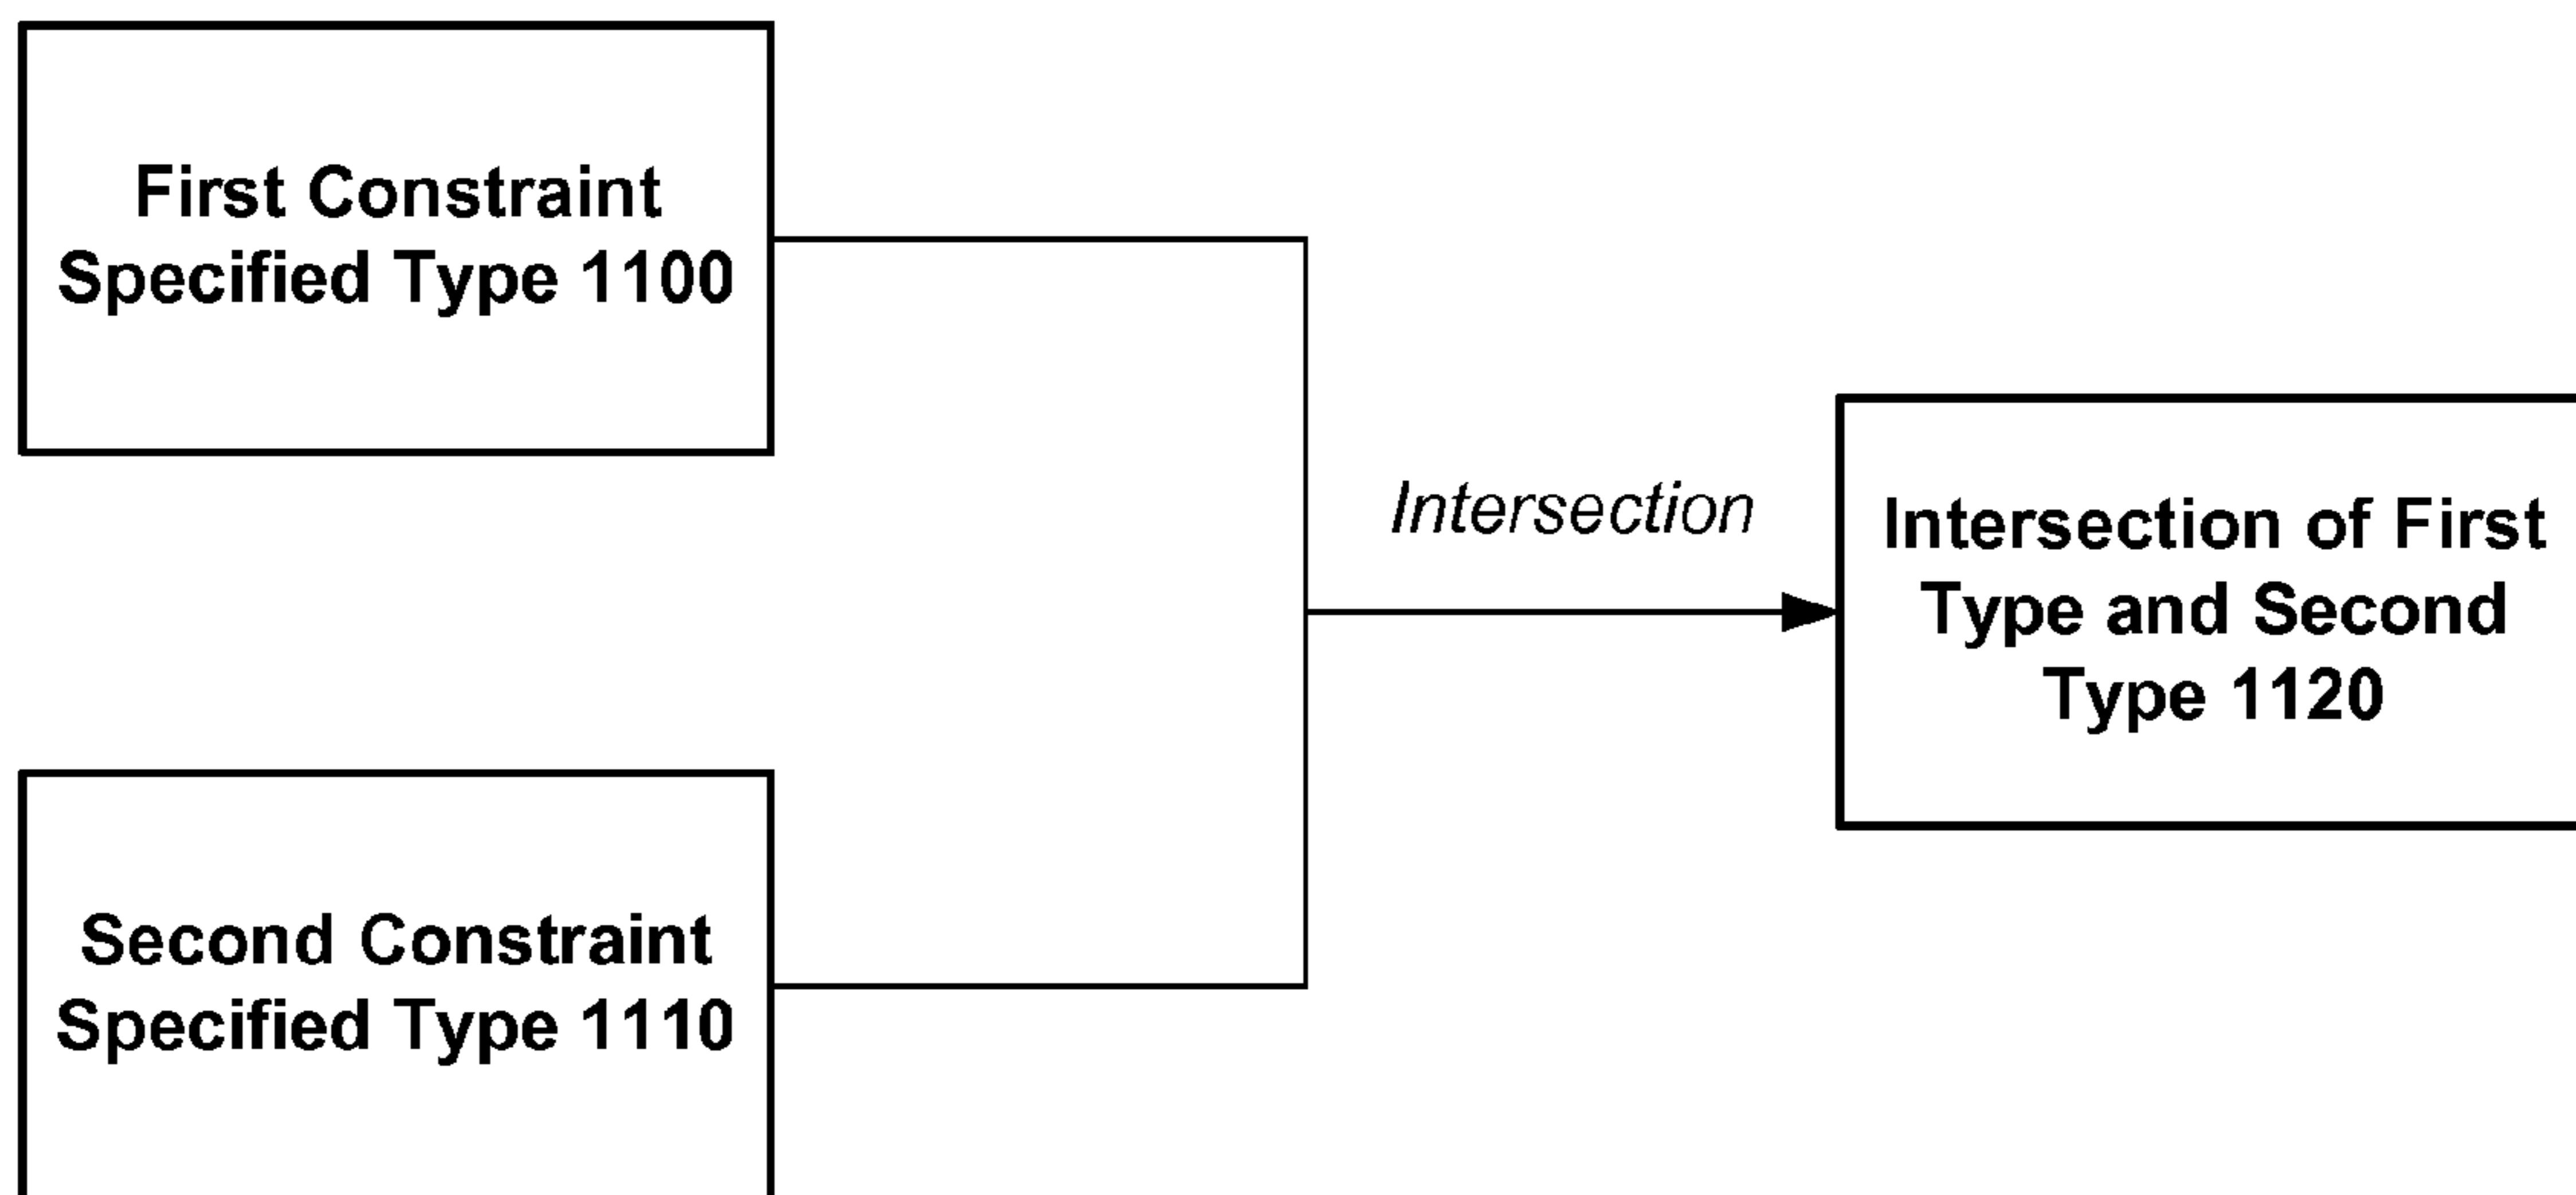 First Constraint
Specified Type 1100
Intersection
Intersection of First
Type and Second
Type 1120
Second Constraint
Specified Type 1110